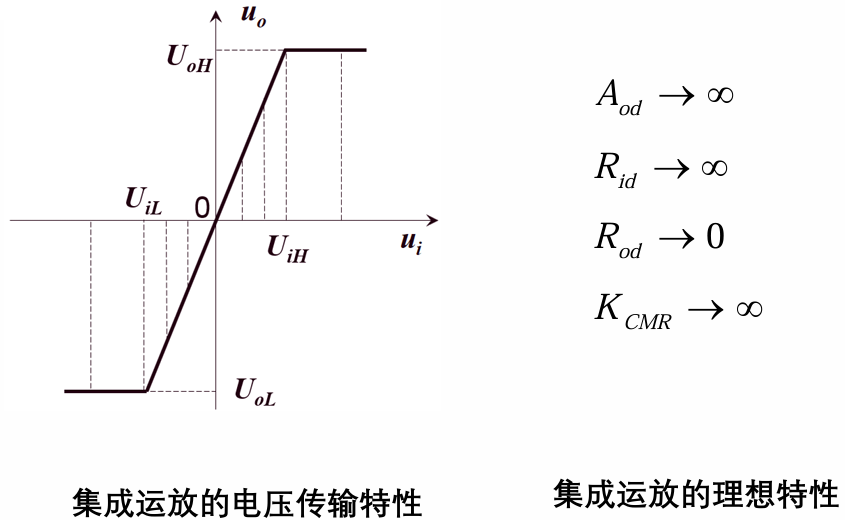 u_o
U_oH
U_iL
0
U_iH
u_i
U_oL
集成运放的电压传输特性
A_od → ∞
R_id → ∞
R_od → 0
K_CMR → ∞
集成运放的理想特性